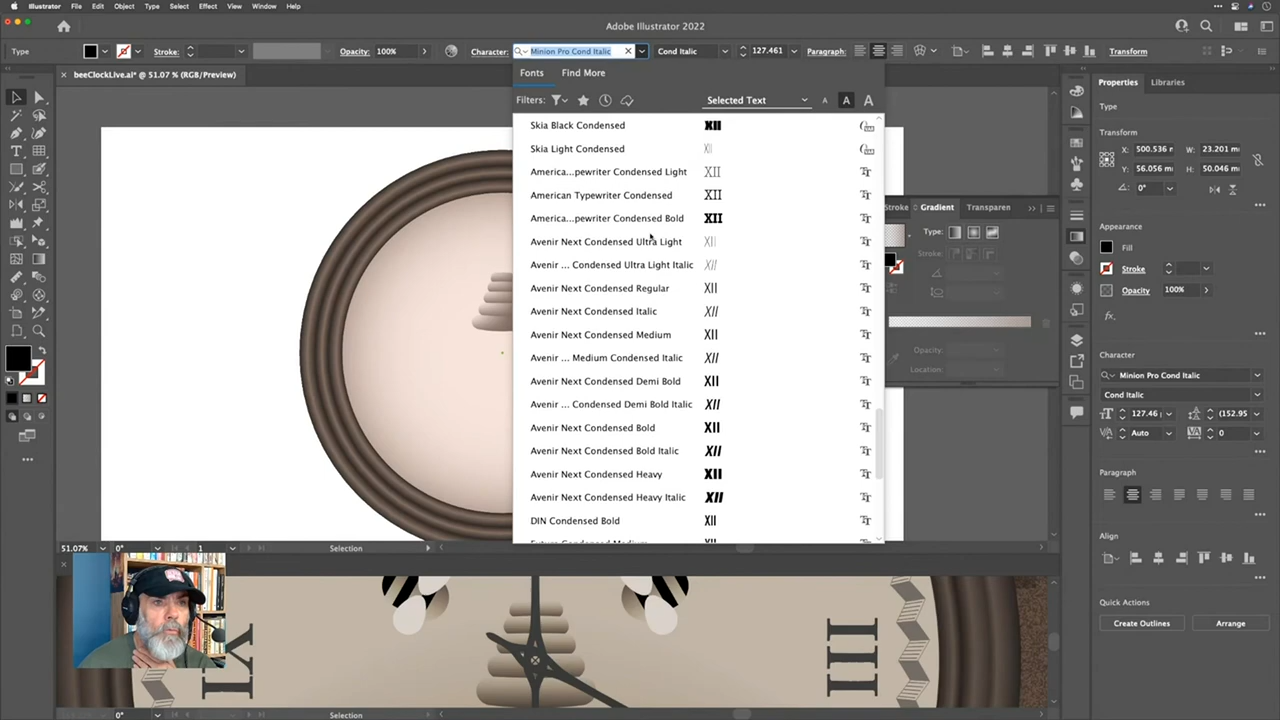 Illustrator File Edit Object Type Select Effect View Window Help
Adobe Illustrator 2022
Type Stroke: Opacity: 100% Character: Minion Pro Cond Italic Cond Italic 127.461 Paragraph: Transform
beeClockLive.ai* @ 51.07 % (RGB/Preview)
Fonts Find More
Filters: Selected Text A A A
Skia Black Condensed XII
Skia Light Condensed XII
America...pewriter Condensed Light XII
American Typewriter Condensed XII
America...pewriter Condensed Bold XII
Avenir Next Condensed Ultra Light XII
Avenir ... Condensed Ultra Light Italic XII
Avenir Next Condensed Regular XII
Avenir Next Condensed Italic XII
Avenir Next Condensed Medium XII
Avenir ... Medium Condensed Italic XII
Avenir Next Condensed Demi Bold XII
Avenir ... Condensed Demi Bold Italic XII
Avenir Next Condensed Bold XII
Avenir Next Condensed Bold Italic XII
Avenir Next Condensed Heavy XII
Avenir Next Condensed Heavy Italic XII
DIN Condensed Bold XII
Properties Libraries
Type
Transform
X: 500.536 W: 23.201 m
Y: 56.056 m H: 50.046 m
0°
Stroke Gradient Transparen
Type:
Stroke:
Opacity:
Location:
Appearance
Fill
Stroke
Opacity 100%
fx.
Character
Minion Pro Cond Italic
Cond Italic
127.46 (152.95
Auto 0
Paragraph
Align
Quick Actions
Create Outlines Arrange
51.07% 0° 1 Selection
VI III
0° Selection